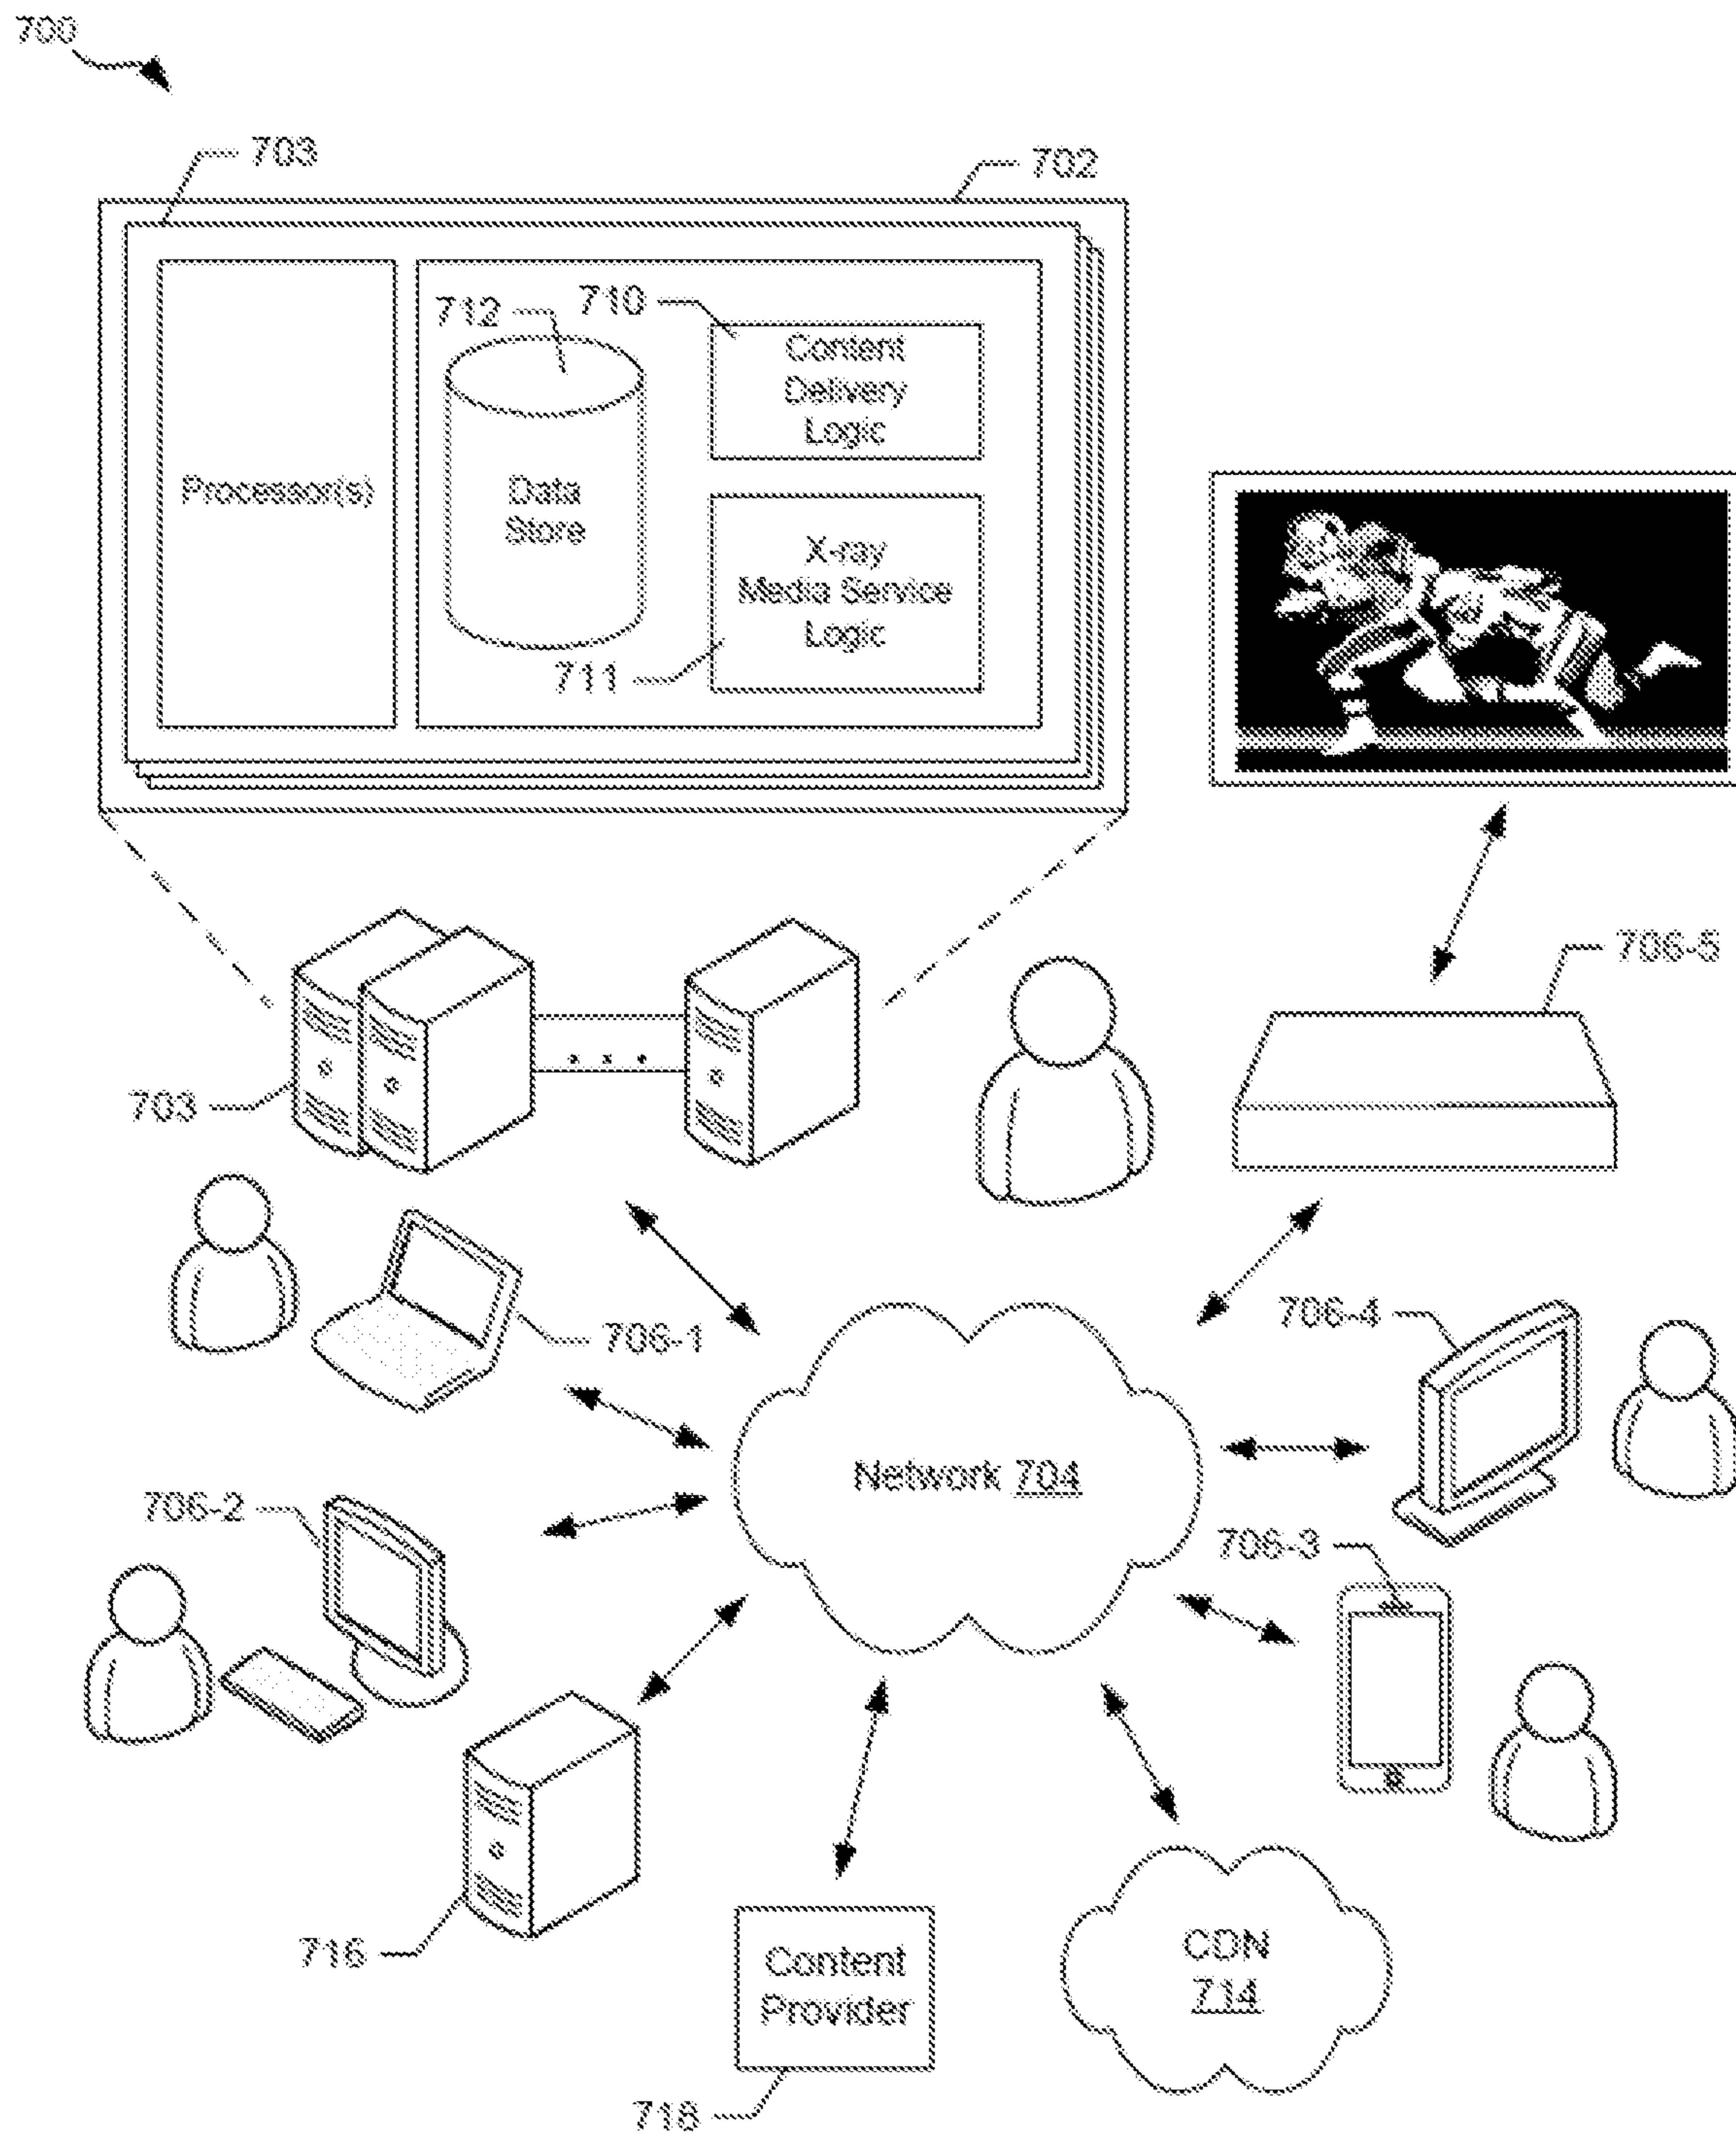 700
703
702
712
710
Content
Delivery
Logic
Processor(s)
Data
Store
X-ray
Media Service
Logic
711
706-5
703
706-1
706-4
Network 704
706-2
706-3
716
Content
Provider
CDN
714
718